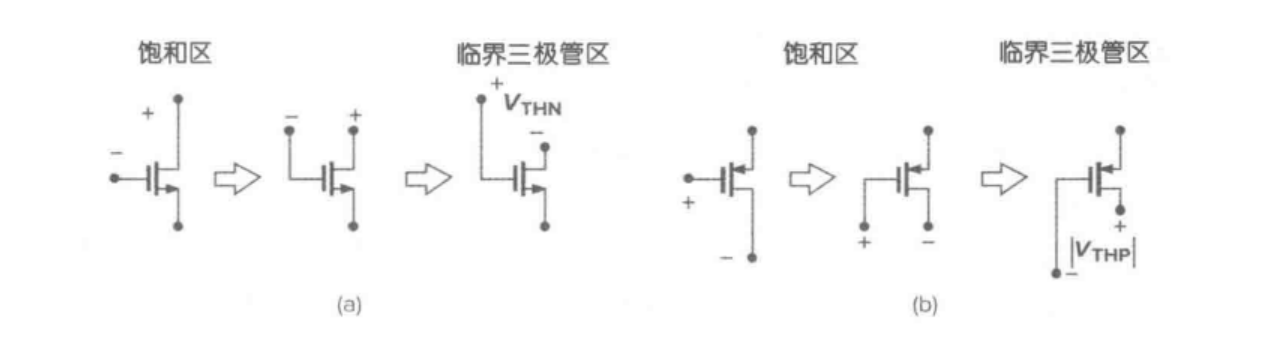 饱和区 临界三极管区 饱和区 临界三极管区
+ − − + + VTHN −
+ − + − + |VTHP| −
(a) (b)